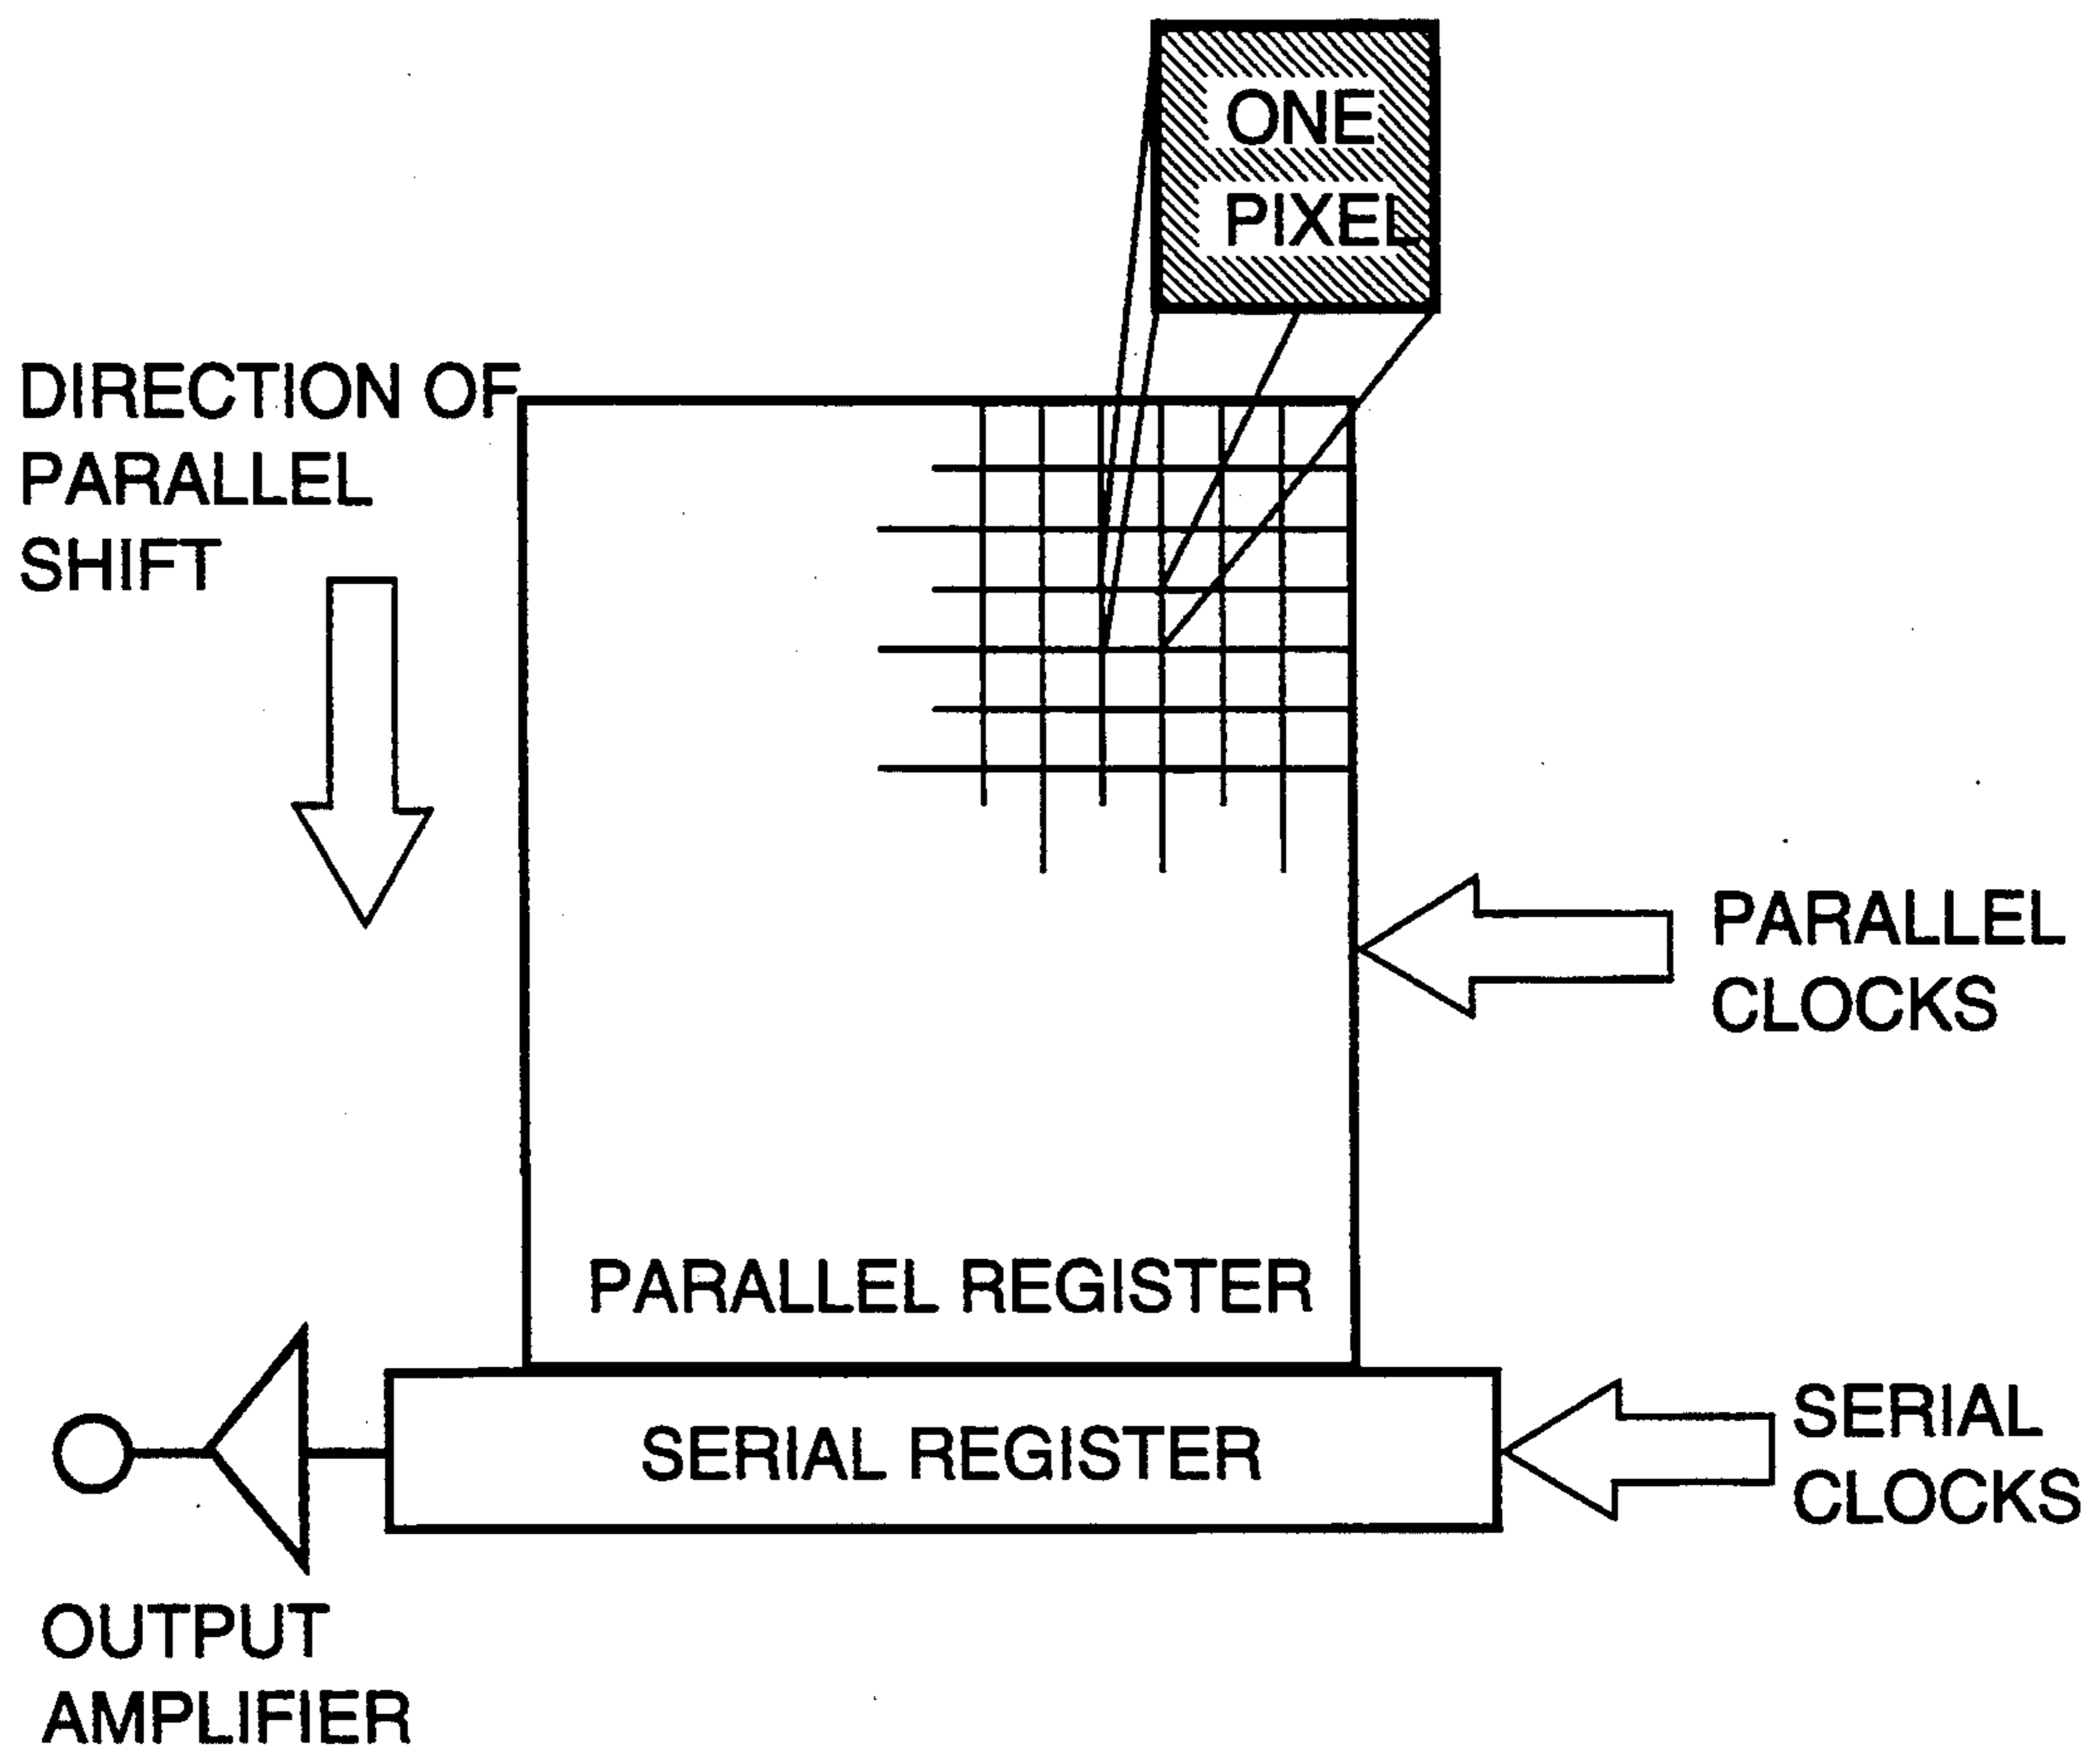 ONE
PIXEL
DIRECTION OF
PARALLEL
SHIFT
PARALLEL
CLOCKS
PARALLEL REGISTER
SERIAL REGISTER
SERIAL
CLOCKS
OUTPUT
AMPLIFIER